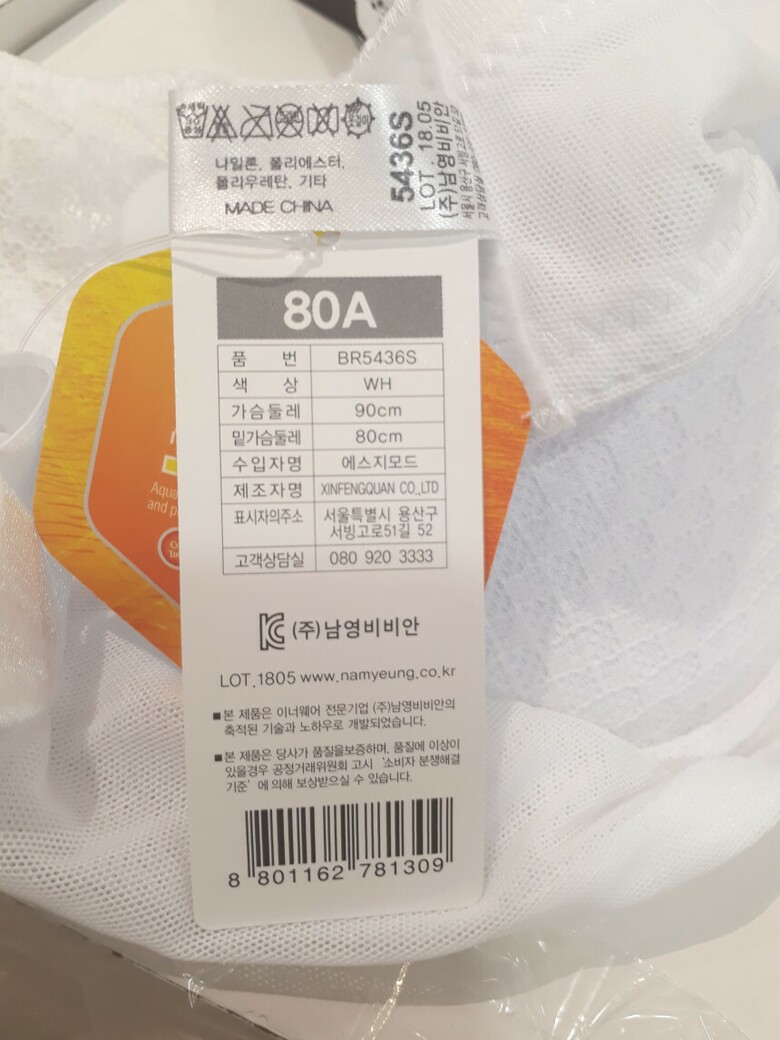 나일론, 폴리에스터,
폴리우레탄, 기타
MADE CHINA
5436S
LOT. 18.05
(주)남영비비안
80A
품 번 BR5436S
색 상 WH
가슴둘레 90cm
밑가슴둘레 80cm
수입자명 에스지모드
제조자명 XINFENGQUAN CO.,LTD
표시자의주소 서울특별시 용산구
서빙고로51길 52
고객상담실 080 920 3333
(주)남영비비안
LOT.1805 www.namyeung.co.kr
■본 제품은 이너웨어 전문기업 (주)남영비비안의
축적된 기술과 노하우로 개발되었습니다.
■본 제품은 당사가 품질을보증하며, 품질에 이상이
있을경우 공정거래위원회 고시 '소비자 분쟁해결
기준' 에 의해 보상받으실 수 있습니다.
8 801162 781309
and